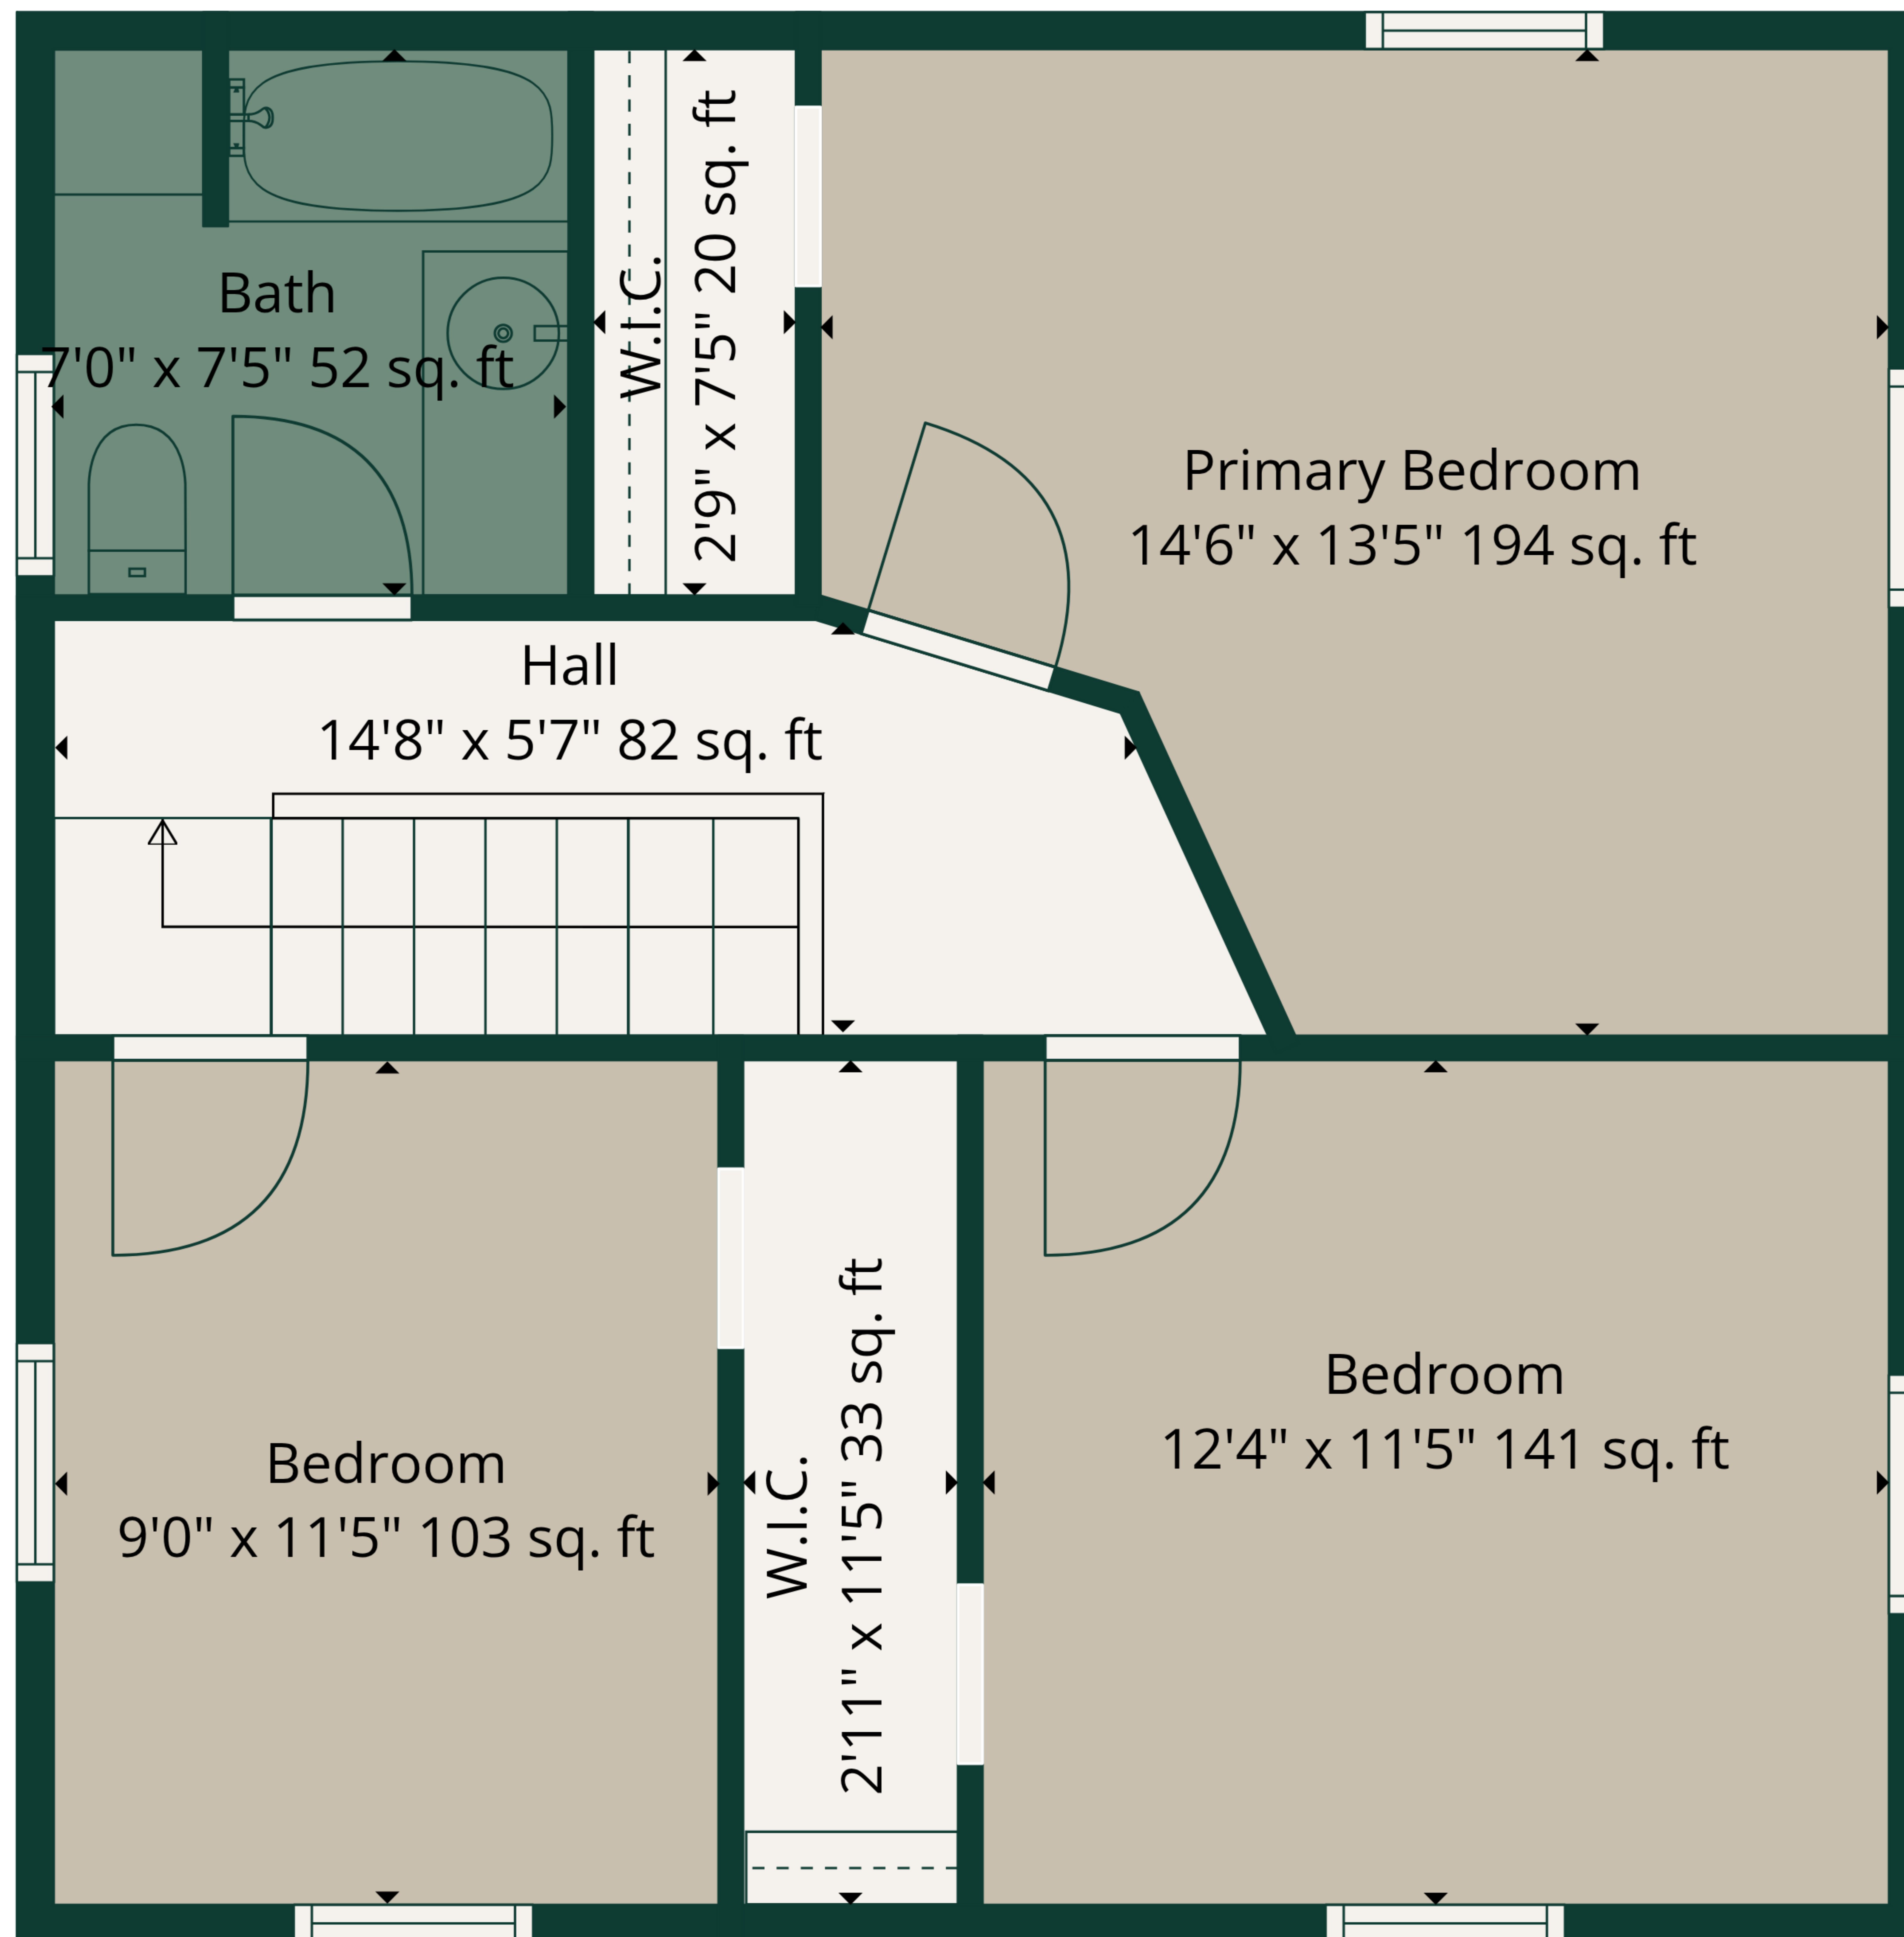 Bath
7'0" x 7'5" 52 sq. ft
W.I.C.
2'9" x 7'5" 20 sq. ft
Primary Bedroom
14'6" x 13'5" 194 sq. ft
Hall
14'8" x 5'7" 82 sq. ft
Bedroom
9'0" x 11'5" 103 sq. ft
W.I.C.
2'11" x 11'5" 33 sq. ft
Bedroom
12'4" x 11'5" 141 sq. ft